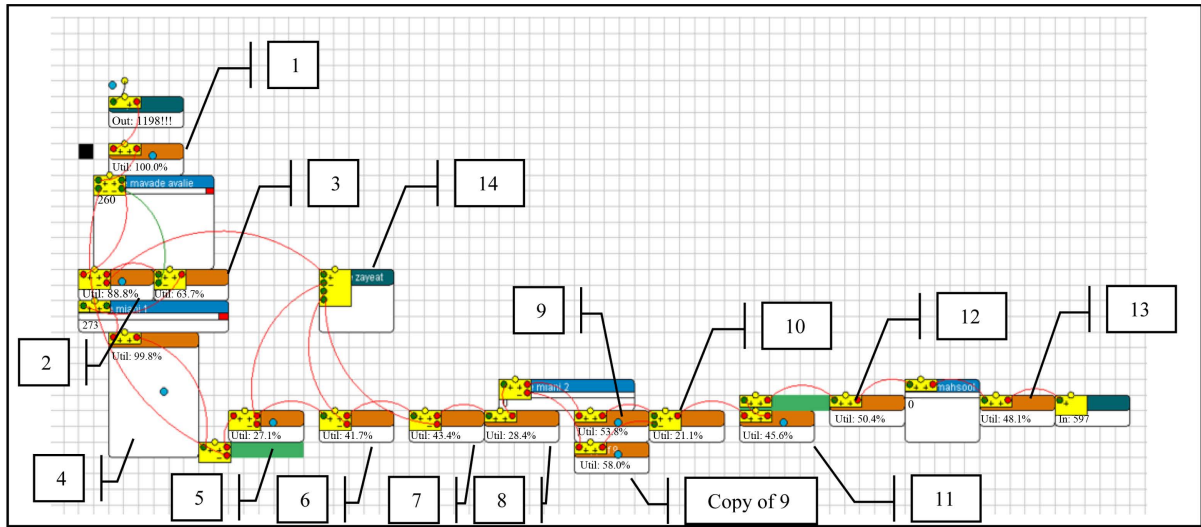 1
Out: 1198!!!
Util: 100.0%
3
14
e mavade avalie
260
e zayeat
Util: 88.8%
Util: 63.7%
9
10
12
13
e miani 1
273
2
Util: 99.8%
e miani 2
mahsool
0
0
Util: 27.1%
Util: 41.7%
Util: 43.4%
Util: 28.4%
Util: 53.8%
Util: 21.1%
Util: 45.6%
Util: 50.4%
Util: 48.1%
In: 597
Util: 58.0%
4
5
6
7
8
Copy of 9
11